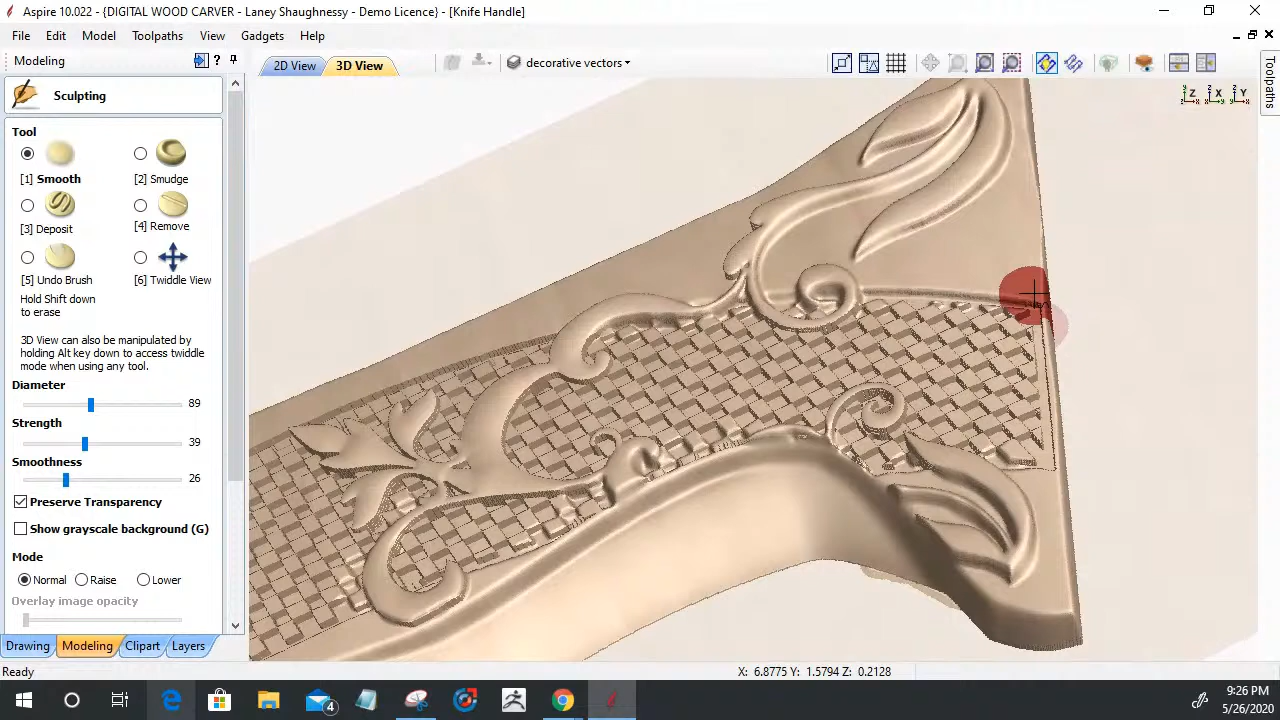 Aspire 10.022 - {DIGITAL WOOD CARVER - Laney Shaughnessy - Demo Licence} - [Knife Handle]
File Edit Model Toolpaths View Gadgets Help
Modeling
2D View 3D View decorative vectors
Toolpaths
Z X Y
Sculpting
Tool
[1] Smooth [2] Smudge
[3] Deposit [4] Remove
[5] Undo Brush [6] Twiddle View
Hold Shift down
to erase
3D View can also be manipulated by
holding Alt key down to access twiddle
mode when using any tool.
Diameter
89
Strength
39
Smoothness
26
Preserve Transparency
Show grayscale background (G)
Mode
Normal Raise Lower
Overlay image opacity
Drawing Modeling Clipart Layers
Ready X: 6.8775 Y: 1.5794 Z: 0.2128
4
9:26 PM
5/26/2020